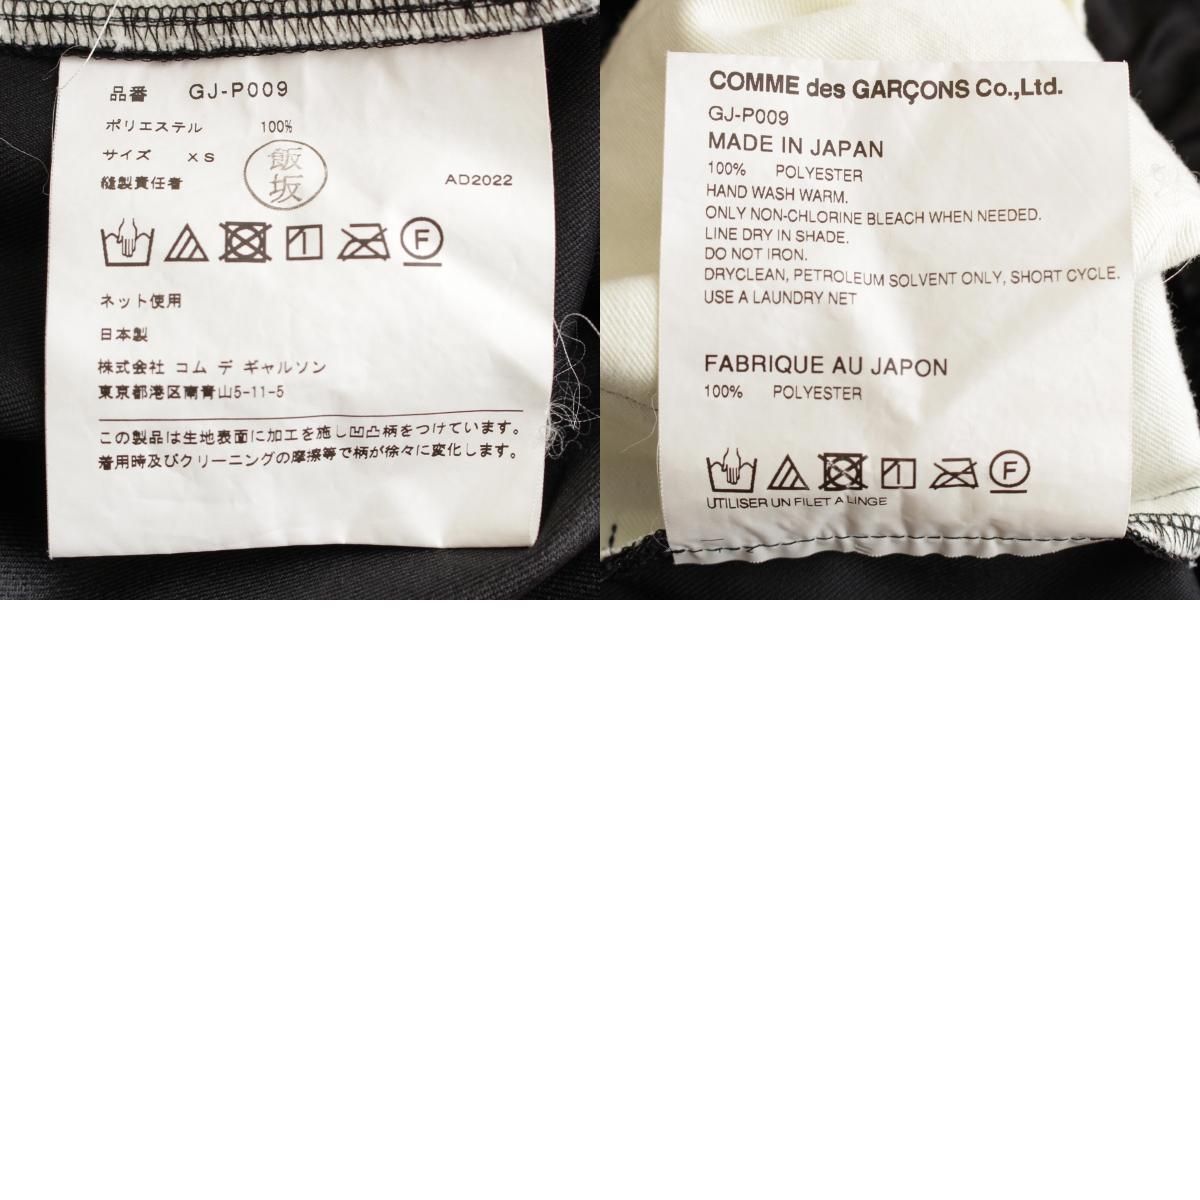 品番 GJ-P009
ポリエステル 100%
サイズ XS
飯坂
縫製責任者 AD2022
F
ネット使用
日本製
株式会社 コム デ ギャルソン
東京都港区南青山5-11-5
この製品は生地表面に加工を施し凹凸柄をつけています。
着用時及びクリーニングの摩擦等で柄が徐々に変化します。
COMME des GARÇONS Co.,Ltd.
GJ-P009
MADE IN JAPAN
100% POLYESTER
HAND WASH WARM.
ONLY NON-CHLORINE BLEACH WHEN NEEDED.
LINE DRY IN SHADE.
DO NOT IRON.
DRYCLEAN, PETROLEUM SOLVENT ONLY, SHORT CYCLE.
USE A LAUNDRY NET
FABRIQUE AU JAPON
100% POLYESTER
F
UTILISER UN FILET A LINGE